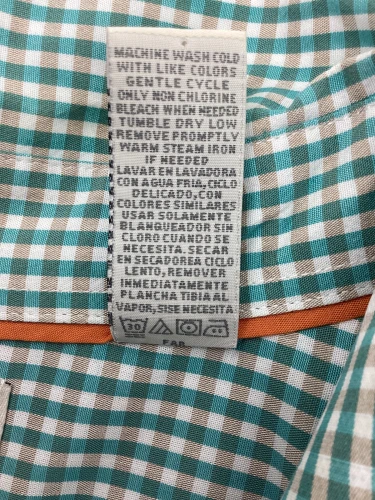 MACHINE WASH COLD
WITH LIKE COLORS
GENTLE CYCLE
ONLY NON CHLORINE
BLEACH WHEN NEEDED
TUMBLE DRY LOW
REMOVE PROMPTLY
WARM STEAM IRON
IF NEEDED
LAVAR EN LAVADORA
CON AGUA FRIA, CICLO
DELICADO, CON
COLORES SIMILARES
USAR SOLAMENTE
BLANQUEADOR SIN
CLORO CUANDO SE
NECESITA. SECAR
EN SECADOREA CICLO
LENTO, REMOVER
INMEDIATAMENTE
PLANCHA TIBIA AL
VAPOR, SISE NECESITA
30
FAB